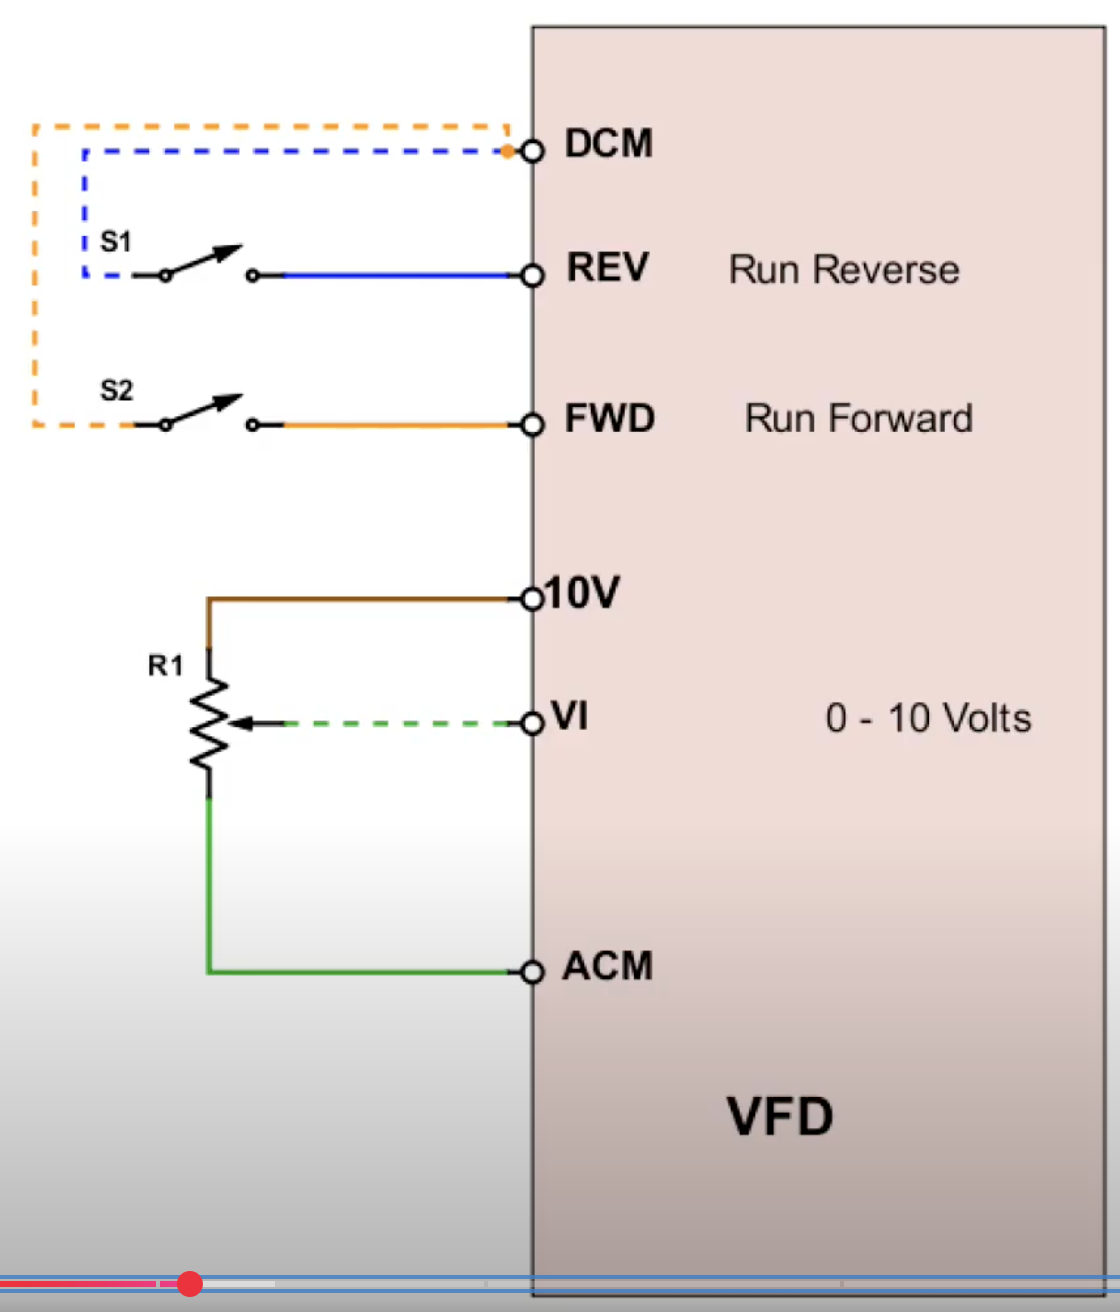 DCM
S1
REV Run Reverse
S2
FWD Run Forward
10V
R1
VI 0 - 10 Volts
ACM
VFD